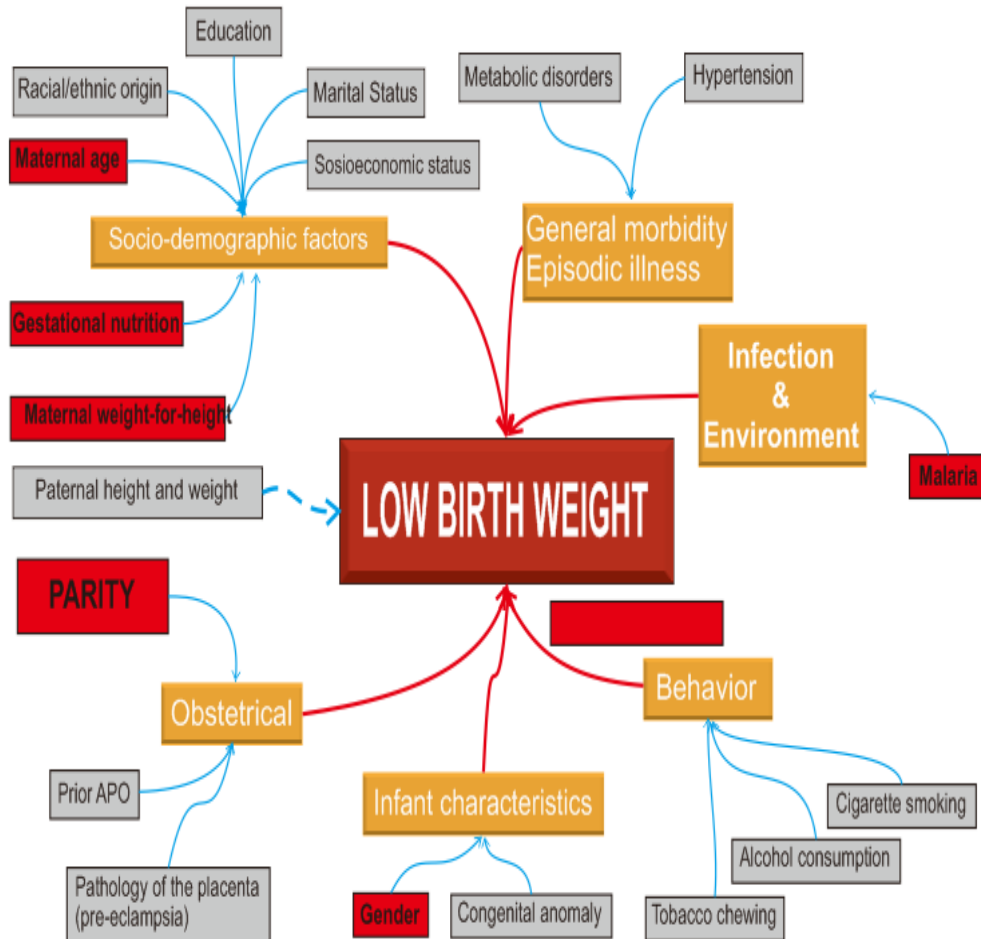 Education
Racial/ethnic origin
Marital Status
Maternal age
Sosioeconomic status
Socio-demographic factors
Gestational nutrition
Maternal weight-for-height
Metabolic disorders
Hypertension
General morbidity
Episodic illness
Infection
&
Environment
Malaria
Paternal height and weight
LOW BIRTH WEIGHT
PARITY
Obstetrical
Prior APO
Pathology of the placenta
(pre-eclampsia)
Infant characteristics
Gender
Congenital anomaly
Behavior
Cigarette smoking
Alcohol consumption
Tobacco chewing